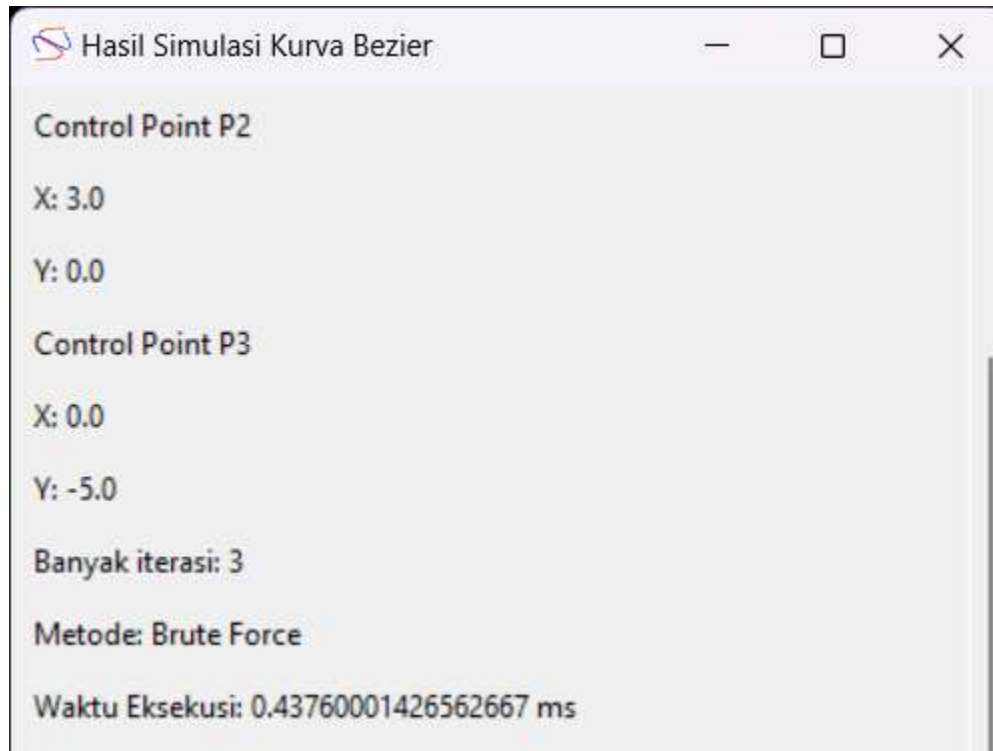 Hasil Simulasi Kurva Bezier
Control Point P2
X: 3.0
Y: 0.0
Control Point P3
X: 0.0
Y: -5.0
Banyak iterasi: 3
Metode: Brute Force
Waktu Eksekusi: 0.43760001426562667 ms